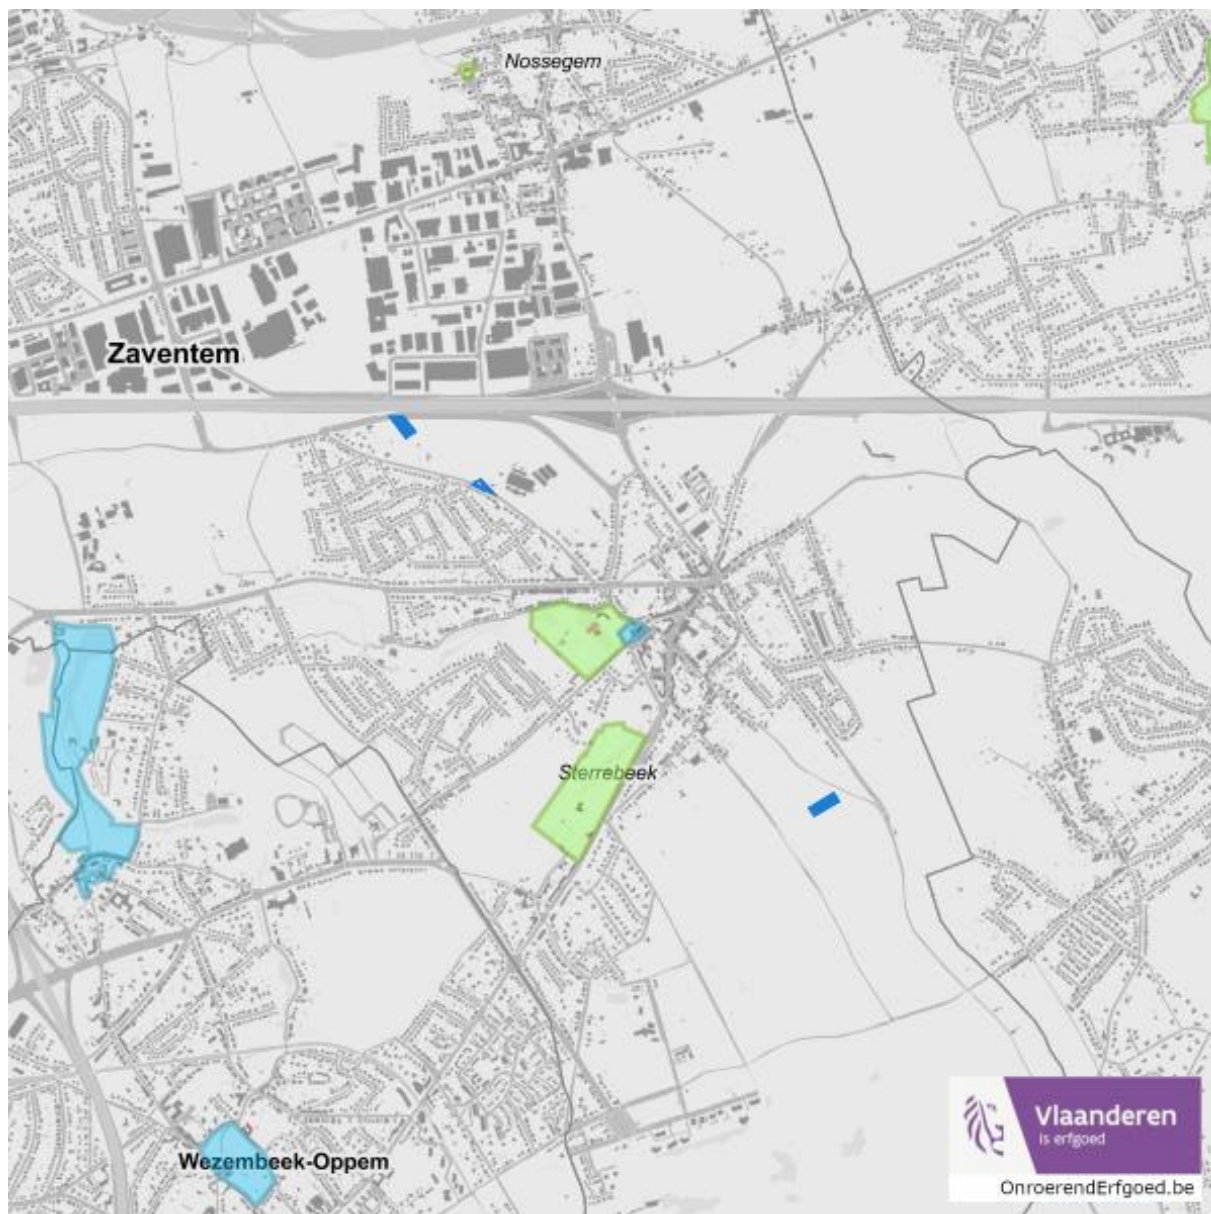 Nossegem
Zaventem
Sterrebeek
Wezembeek-Oppem
Vlaanderen
is erfgoed
OnroerendErfgoed.be